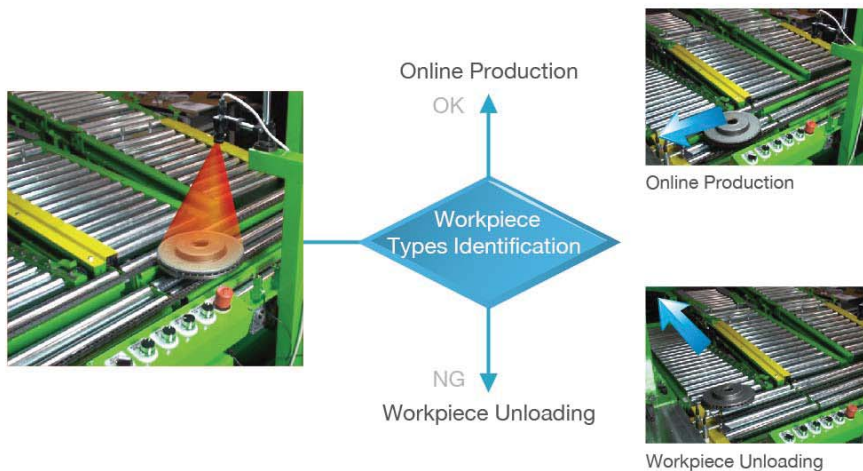 Online Production
OK
Workpiece
Types Identification
NG
Workpiece Unloading
Online Production
Workpiece Unloading